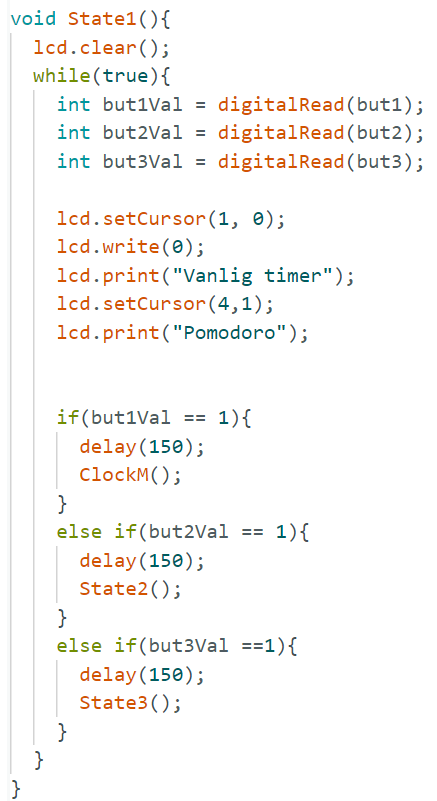 void State1(){
  lcd.clear();
  while(true){
    int but1Val = digitalRead(but1);
    int but2Val = digitalRead(but2);
    int but3Val = digitalRead(but3);

    lcd.setCursor(1, 0);
    lcd.write(0);
    lcd.print("Vanlig timer");
    lcd.setCursor(4,1);
    lcd.print("Pomodoro");


    if(but1Val == 1){
      delay(150);
      ClockM();
    }
    else if(but2Val == 1){
      delay(150);
      State2();
    }
    else if(but3Val ==1){
      delay(150);
      State3();
    }
  }
}